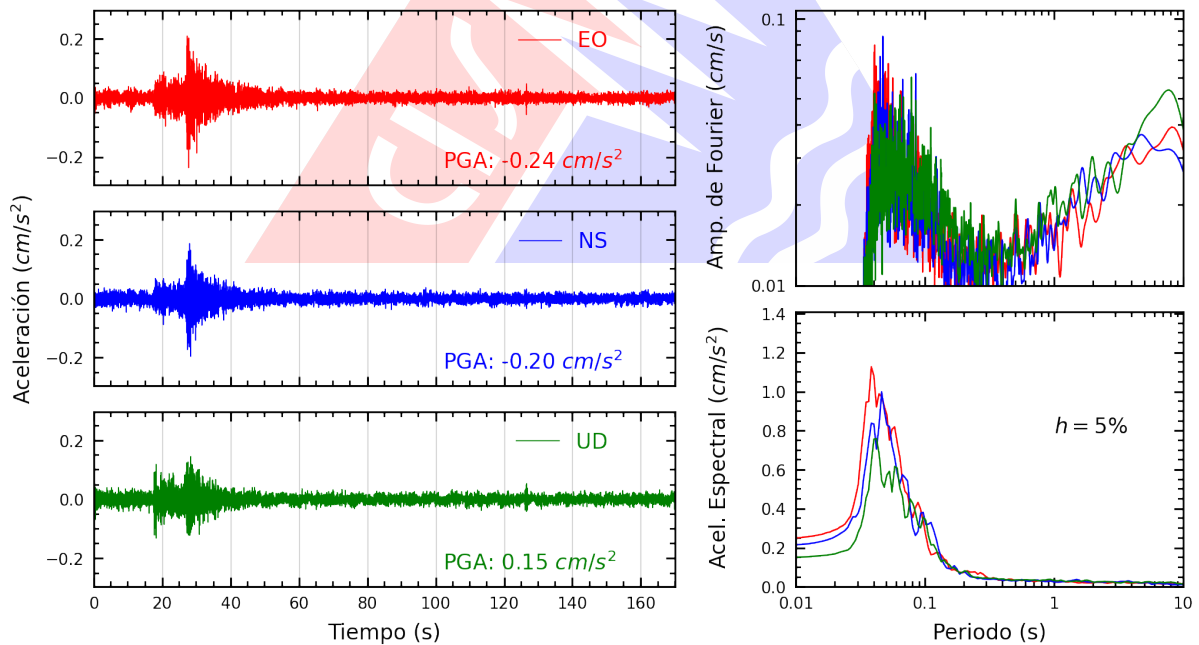 Aceleración (cm/s²)
0.2
0.0
−0.2
EO
PGA: -0.24 cm/s²
0.2
0.0
−0.2
NS
PGA: -0.20 cm/s²
0.2
0.0
−0.2
UD
PGA: 0.15 cm/s²
0 20 40 60 80 100 120 140 160
Tiempo (s)
Amp. de Fourier (cm/s)
0.1
0.01
Acel. Espectral (cm/s²)
1.4
1.2
1.0
0.8
0.6
0.4
0.2
0.0
h = 5%
0.01 0.1 1 10
Periodo (s)